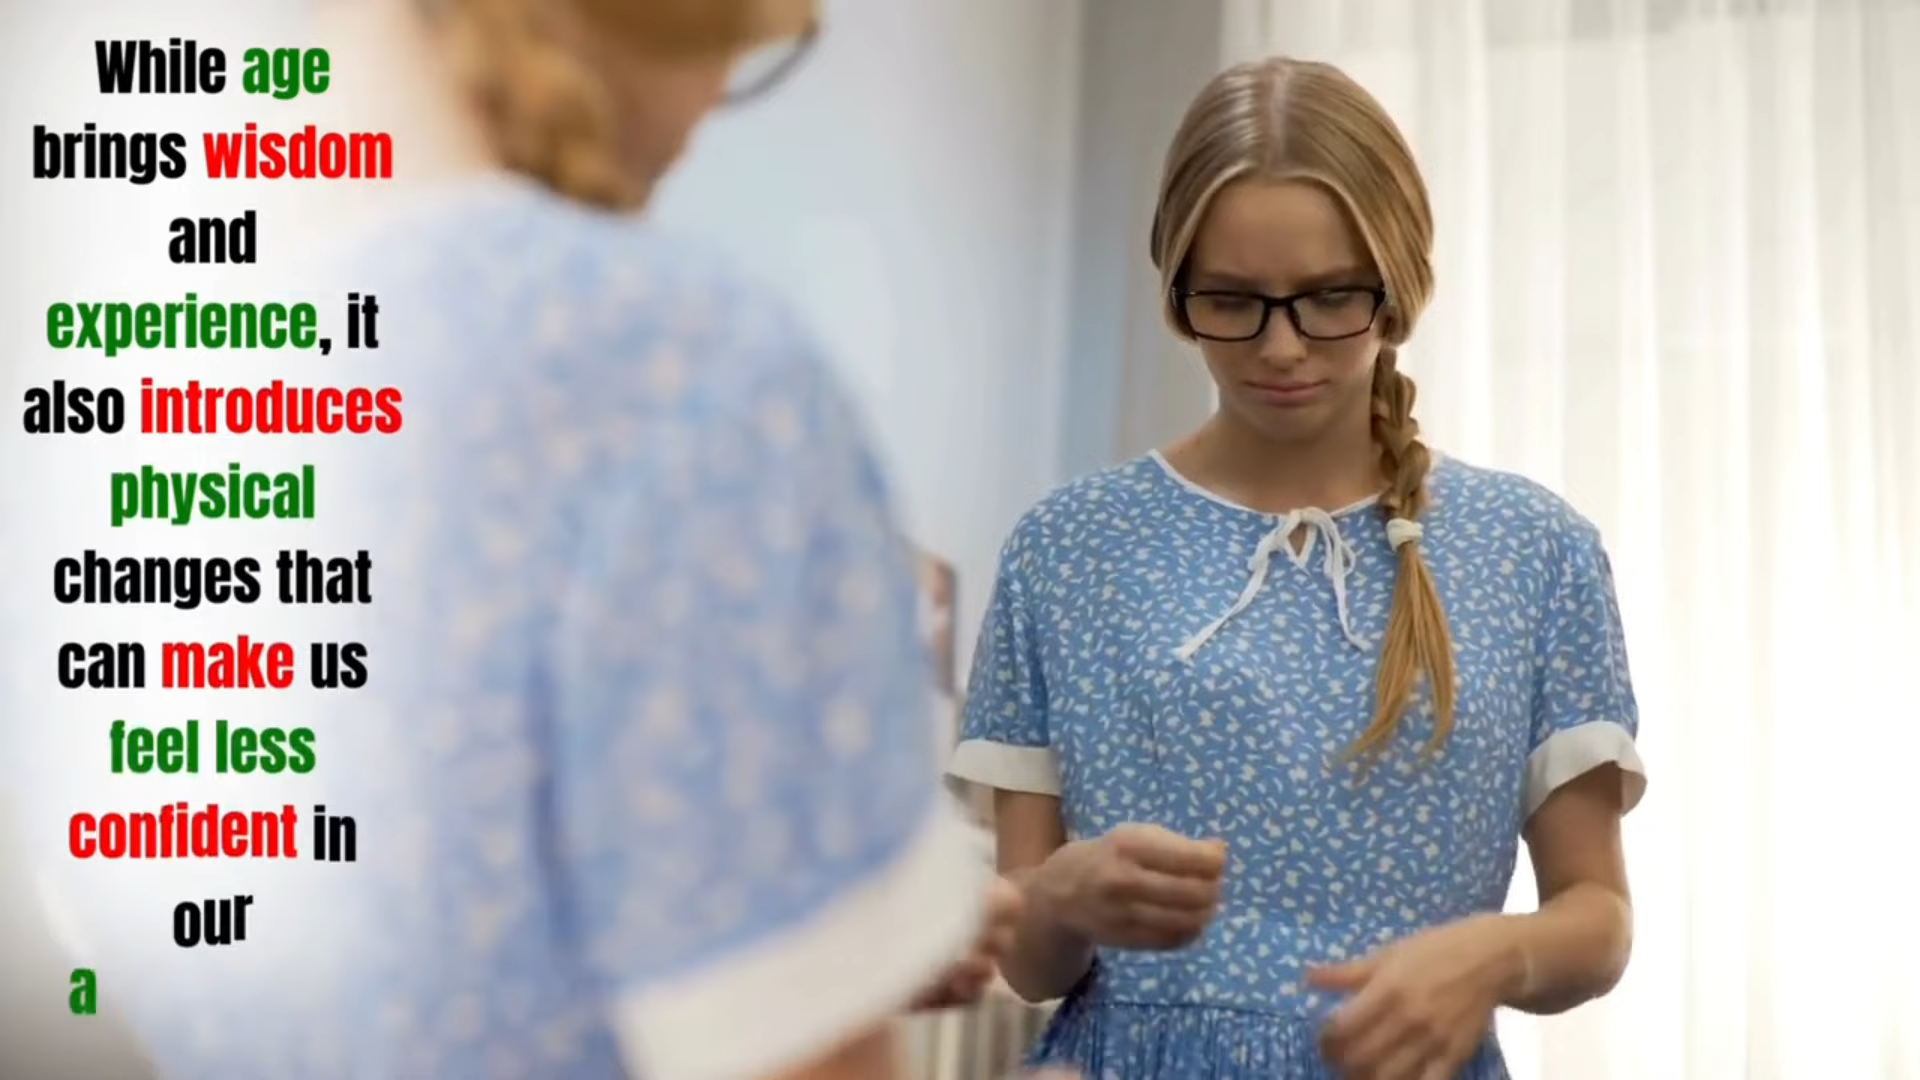 While age
brings wisdom
and
experience, it
also introduces
physical
changes that
can make us
feel less
confident in
our
a